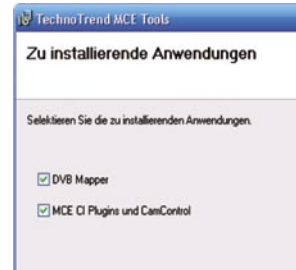 TechnoTrend MCE Tools
Zu installierende Anwendungen
Selektieren Sie die zu installierenden Anwendungen.
DVB Mapper
MCE CI Plugins und CamControl